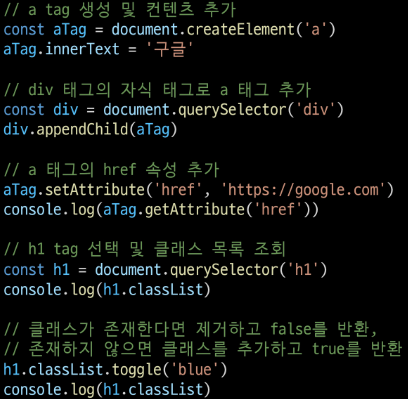 // a tag 생성 및 컨텐츠 추가
const aTag = document.createElement('a')
aTag.innerText = '구글'
// div 태그의 자식 태그로 a 태그 추가
const div = document.querySelector('div')
div.appendChild(aTag)
// a 태그의 href 속성 추가
aTag.setAttribute('href', 'https://google.com')
console.log(aTag.getAttribute('href'))
// h1 tag 선택 및 클래스 목록 조회
const h1 = document.querySelector('h1')
console.log(h1.classList)
// 클래스가 존재한다면 제거하고 false를 반환,
// 존재하지 않으면 클래스를 추가하고 true를 반환
h1.classList.toggle('blue')
console.log(h1.classList)